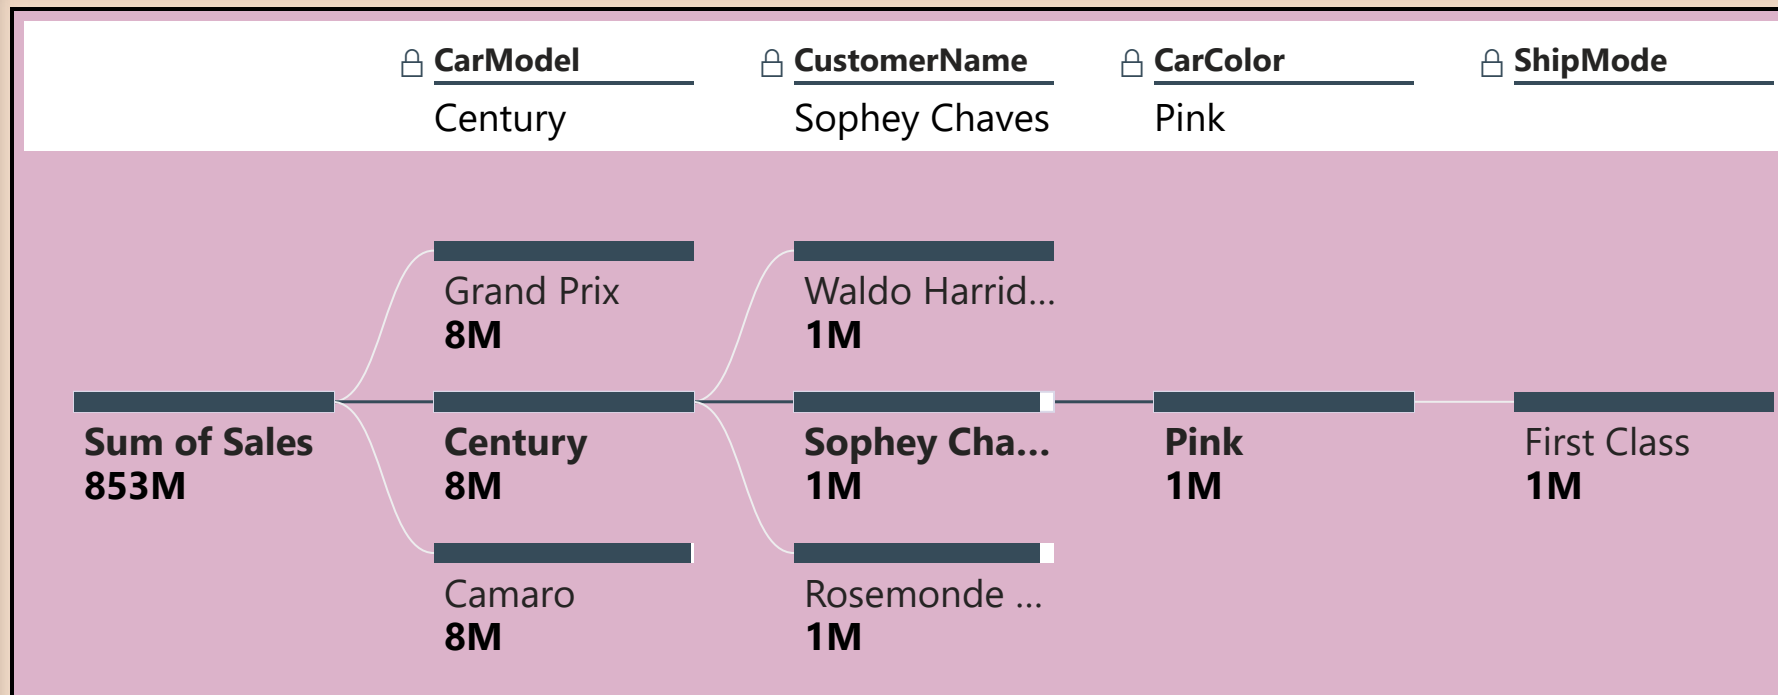 CarModel
Century
CustomerName
Sophey Chaves
CarColor
Pink
ShipMode
Sum of Sales
853M
Grand Prix
8M
Century
8M
Camaro
8M
Waldo Harrid...
1M
Sophey Cha...
1M
Rosemonde ...
1M
Pink
1M
First Class
1M